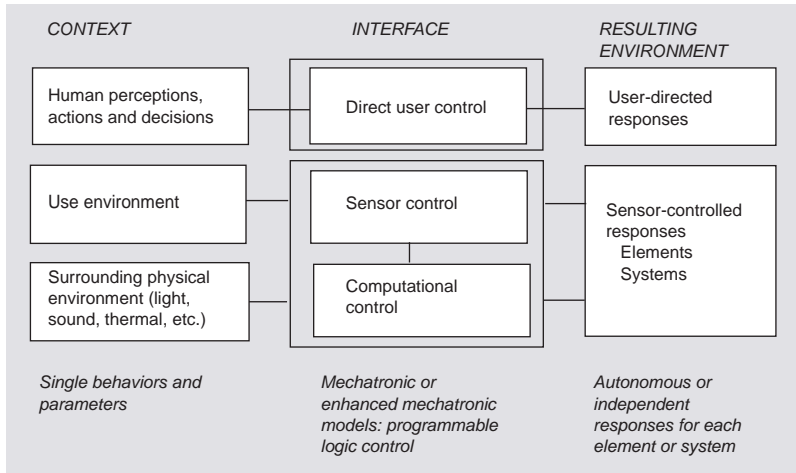 CONTEXT
INTERFACE
RESULTING
ENVIRONMENT
Human perceptions,
actions and decisions
Direct user control
User-directed
responses
Use environment
Sensor control
Sensor-controlled
responses
Elements
Systems
Surrounding physical
environment (light,
sound, thermal, etc.)
Computational
control
Single behaviors and
parameters
Mechatronic or
enhanced mechatronic
models: programmable
logic control
Autonomous or
independent
responses for each
element or system